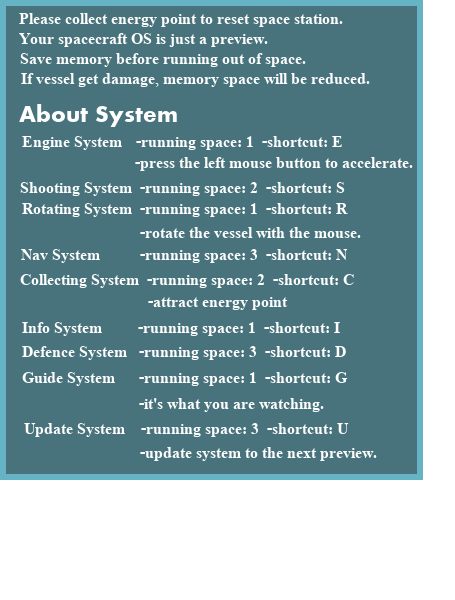 Please collect energy point to reset space station.
Your spacecraft OS is just a preview.
Save memory before running out of space.
If vessel get damage, memory space will be reduced.
About System
Engine System -running space: 1 -shortcut: E
-press the left mouse button to accelerate.
Shooting System -running space: 2 -shortcut: S
Rotating System -running space: 1 -shortcut: R
-rotate the vessel with the mouse.
Nav System -running space: 3 -shortcut: N
Collecting System -running space: 2 -shortcut: C
-attract energy point
Info System -running space: 1 -shortcut: I
Defence System -running space: 3 -shortcut: D
Guide System -running space: 1 -shortcut: G
-it's what you are watching.
Update System -running space: 3 -shortcut: U
-update system to the next preview.